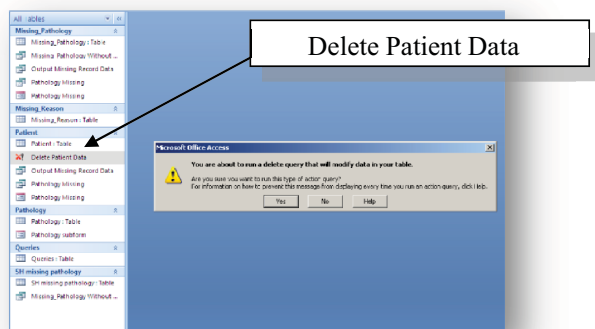 All Tables
Delete Patient Data
Missing_Pathology
Missing_Pathology : Table
Missing Pathology Without ...
Output Missing Record Data
Pathology Missing
Pathology Missing
Missing_Reason
Missing_Reason : Table
Patient
Patient : Table
Delete Patient Data
Output Missing Record Data
Pathology Missing
Pathology Missing
Pathology
Pathology : Table
Pathology subform
Queries
Queries : Table
SH missing pathology
SH missing pathology : Table
Missing_Pathology Without ...
Microsoft Office Access
You are about to run a delete query that will modify data in your table.
Are you sure you want to run this type of action query?
For information on how to prevent this message from displaying every time you run an action query, click Help.
Yes No Help